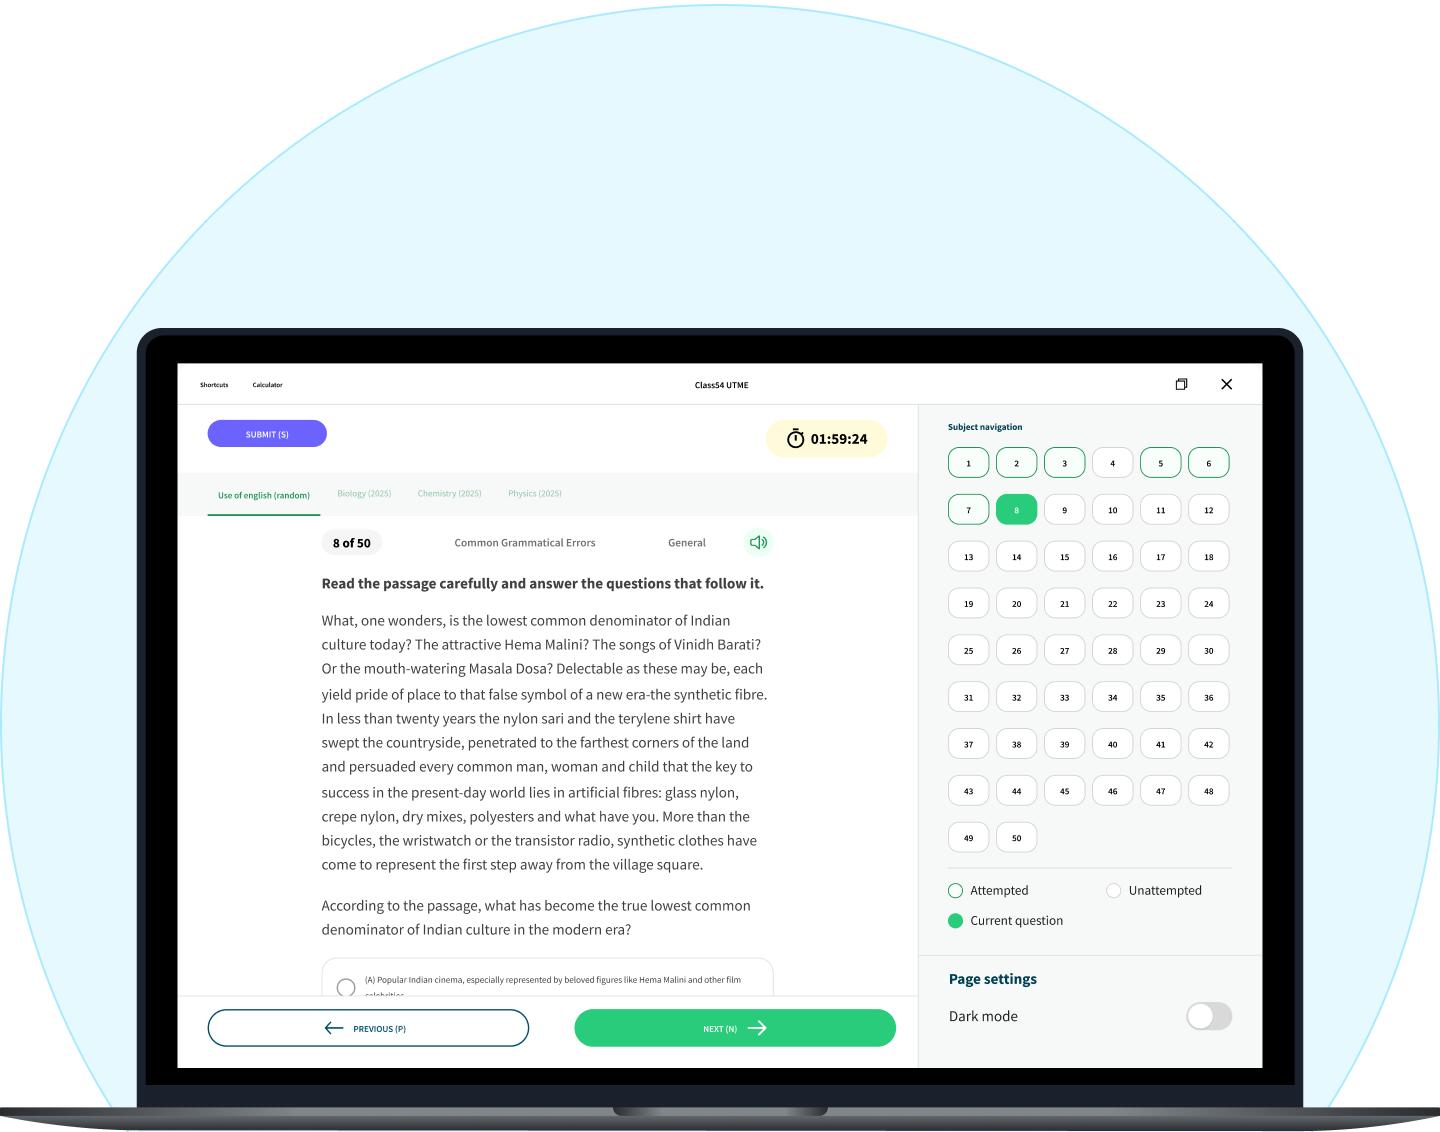 Shortcuts
Calculator
Class54 UTME
SUBMIT (S)
01:59:24
Use of english (random)
Biology (2025)
Chemistry (2025)
Physics (2025)
8 of 50
Common Grammatical Errors
General
Read the passage carefully and answer the questions that follow it.
What, one wonders, is the lowest common denominator of Indian
culture today? The attractive Hema Malini? The songs of Vinidh Barati?
Or the mouth-watering Masala Dosa? Delectable as these may be, each
yield pride of place to that false symbol of a new era-the synthetic fibre.
In less than twenty years the nylon sari and the terylene shirt have
swept the countryside, penetrated to the farthest corners of the land
and persuaded every common man, woman and child that the key to
success in the present-day world lies in artificial fibres: glass nylon,
crepe nylon, dry mixes, polyesters and what have you. More than the
bicycles, the wristwatch or the transistor radio, synthetic clothes have
come to represent the first step away from the village square.
According to the passage, what has become the true lowest common
denominator of Indian culture in the modern era?
(A) Popular Indian cinema, especially represented by beloved figures like Hema Malini and other film
celebrities
PREVIOUS (P)
NEXT (N)
Subject navigation
1 2 3 4 5 6
7 8 9 10 11 12
13 14 15 16 17 18
19 20 21 22 23 24
25 26 27 28 29 30
31 32 33 34 35 36
37 38 39 40 41 42
43 44 45 46 47 48
49 50
Attempted
Unattempted
Current question
Page settings
Dark mode